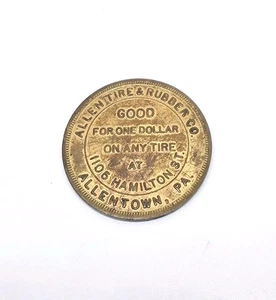 ALLEN TIRE & RUBBER CO.
GOOD
FOR ONE DOLLAR
ON ANY TIRE
AT
1106 HAMILTON ST.
ALLENTOWN, PA.